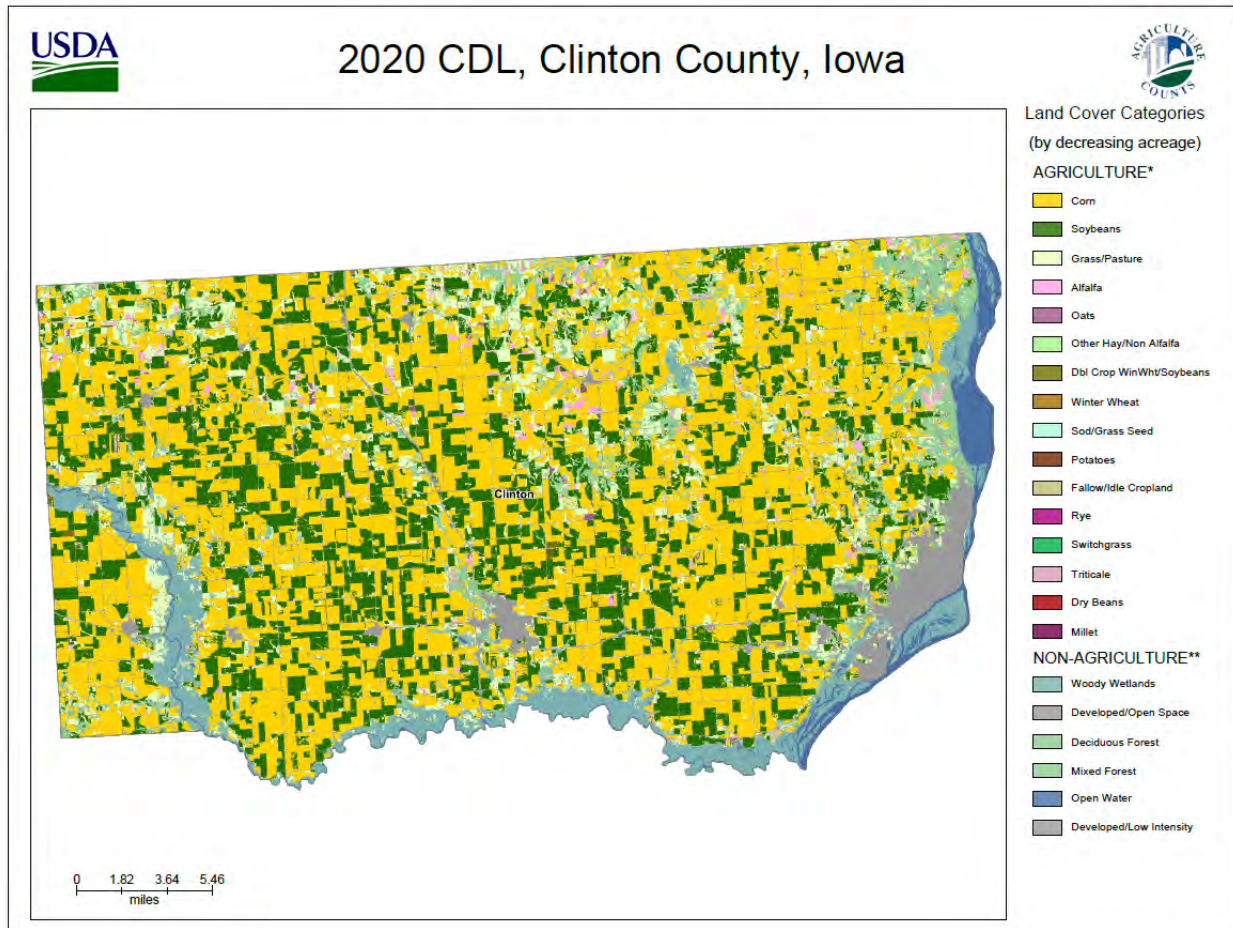 USDA
2020 CDL, Clinton County, Iowa
AGRICULTURE
COUNTS
Land Cover Categories
(by decreasing acreage)
AGRICULTURE*
Corn
Soybeans
Grass/Pasture
Alfalfa
Oats
Other Hay/Non Alfalfa
Dbl Crop WinWht/Soybeans
Winter Wheat
Sod/Grass Seed
Potatoes
Fallow/Idle Cropland
Rye
Switchgrass
Triticale
Dry Beans
Millet
NON-AGRICULTURE**
Woody Wetlands
Developed/Open Space
Deciduous Forest
Mixed Forest
Open Water
Developed/Low Intensity
Clinton
0 1.82 3.64 5.46
miles